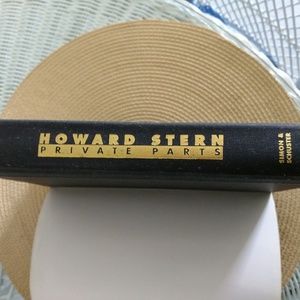 HOWARD STERN
PRIVATE PARTS
SIMON &
SCHUSTER